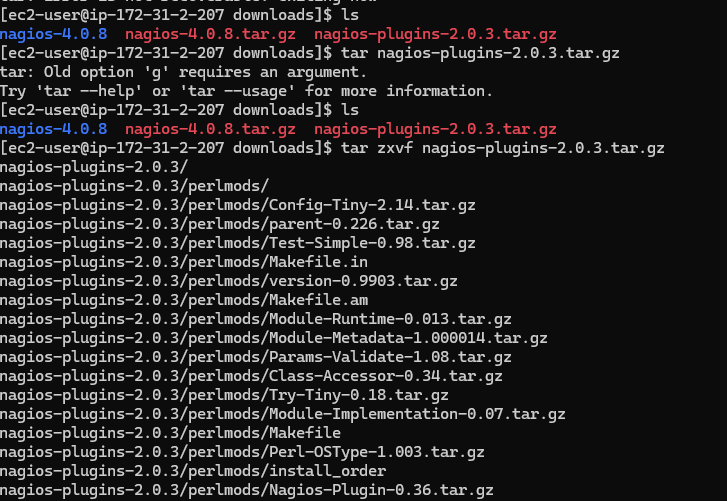 [ec2-user@ip-172-31-2-207 downloads]$ ls
nagios-4.0.8 nagios-4.0.8.tar.gz nagios-plugins-2.0.3.tar.gz
[ec2-user@ip-172-31-2-207 downloads]$ tar nagios-plugins-2.0.3.tar.gz
tar: Old option 'g' requires an argument.
Try 'tar --help' or 'tar --usage' for more information.
[ec2-user@ip-172-31-2-207 downloads]$ ls
nagios-4.0.8 nagios-4.0.8.tar.gz nagios-plugins-2.0.3.tar.gz
[ec2-user@ip-172-31-2-207 downloads]$ tar zxvf nagios-plugins-2.0.3.tar.gz
nagios-plugins-2.0.3/
nagios-plugins-2.0.3/perlmods/
nagios-plugins-2.0.3/perlmods/Config-Tiny-2.14.tar.gz
nagios-plugins-2.0.3/perlmods/parent-0.226.tar.gz
nagios-plugins-2.0.3/perlmods/Test-Simple-0.98.tar.gz
nagios-plugins-2.0.3/perlmods/Makefile.in
nagios-plugins-2.0.3/perlmods/version-0.9903.tar.gz
nagios-plugins-2.0.3/perlmods/Makefile.am
nagios-plugins-2.0.3/perlmods/Module-Runtime-0.013.tar.gz
nagios-plugins-2.0.3/perlmods/Module-Metadata-1.000014.tar.gz
nagios-plugins-2.0.3/perlmods/Params-Validate-1.08.tar.gz
nagios-plugins-2.0.3/perlmods/Class-Accessor-0.34.tar.gz
nagios-plugins-2.0.3/perlmods/Try-Tiny-0.18.tar.gz
nagios-plugins-2.0.3/perlmods/Module-Implementation-0.07.tar.gz
nagios-plugins-2.0.3/perlmods/Makefile
nagios-plugins-2.0.3/perlmods/Perl-OSType-1.003.tar.gz
nagios-plugins-2.0.3/perlmods/install_order
nagios-plugins-2.0.3/perlmods/Nagios-Plugin-0.36.tar.gz